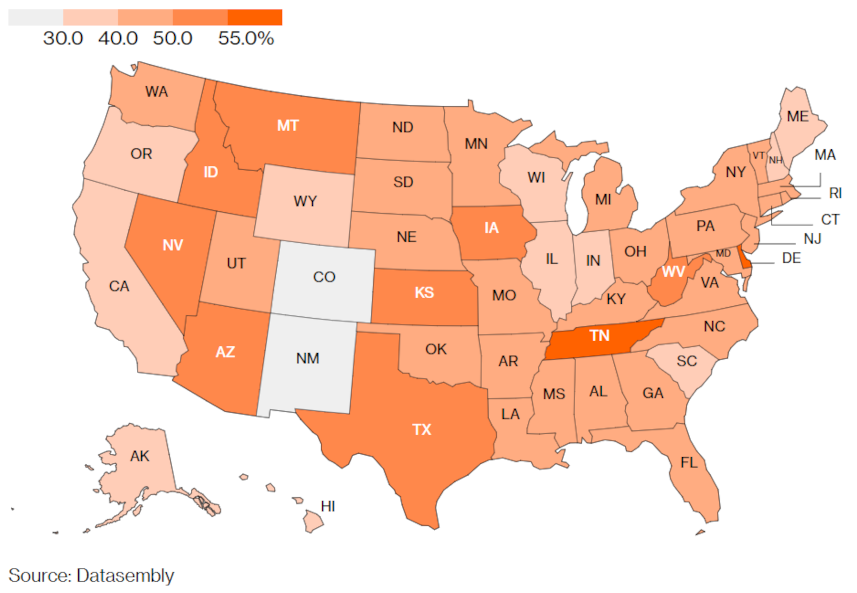 30.0 40.0 50.0 55.0%
WA
MT
ND
MN
ME
OR
ID
SD
WI
MI
VT
NH
NY
MA
RI
CT
WY
NE
IA
IL
IN
OH
PA
NJ
NV
UT
CO
KS
MO
KY
WV
MD
DE
VA
CA
AZ
NM
OK
AR
TN
NC
SC
TX
LA
MS
AL
GA
FL
AK
HI
Source: Datasembly